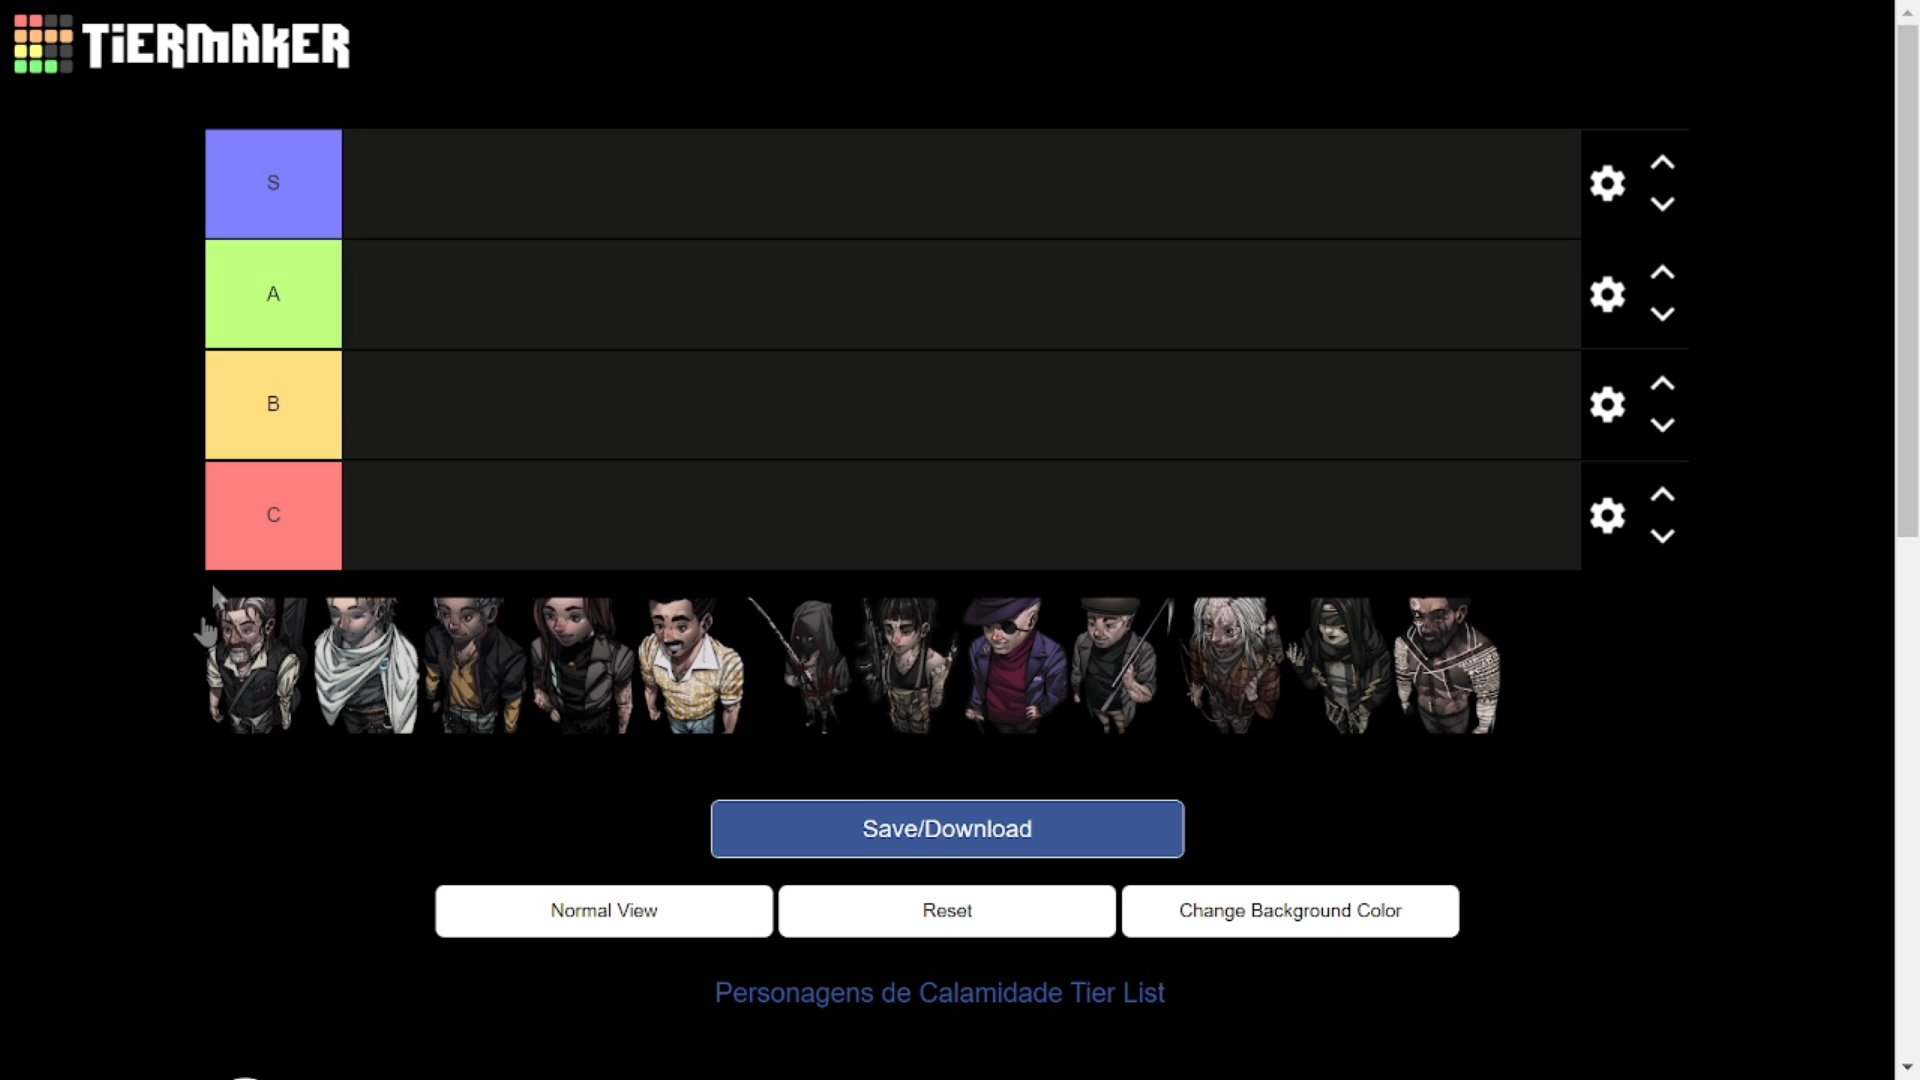 TiERMAKER
S
A
B
C
Save/Download
Normal View
Reset
Change Background Color
Personagens de Calamidade Tier List